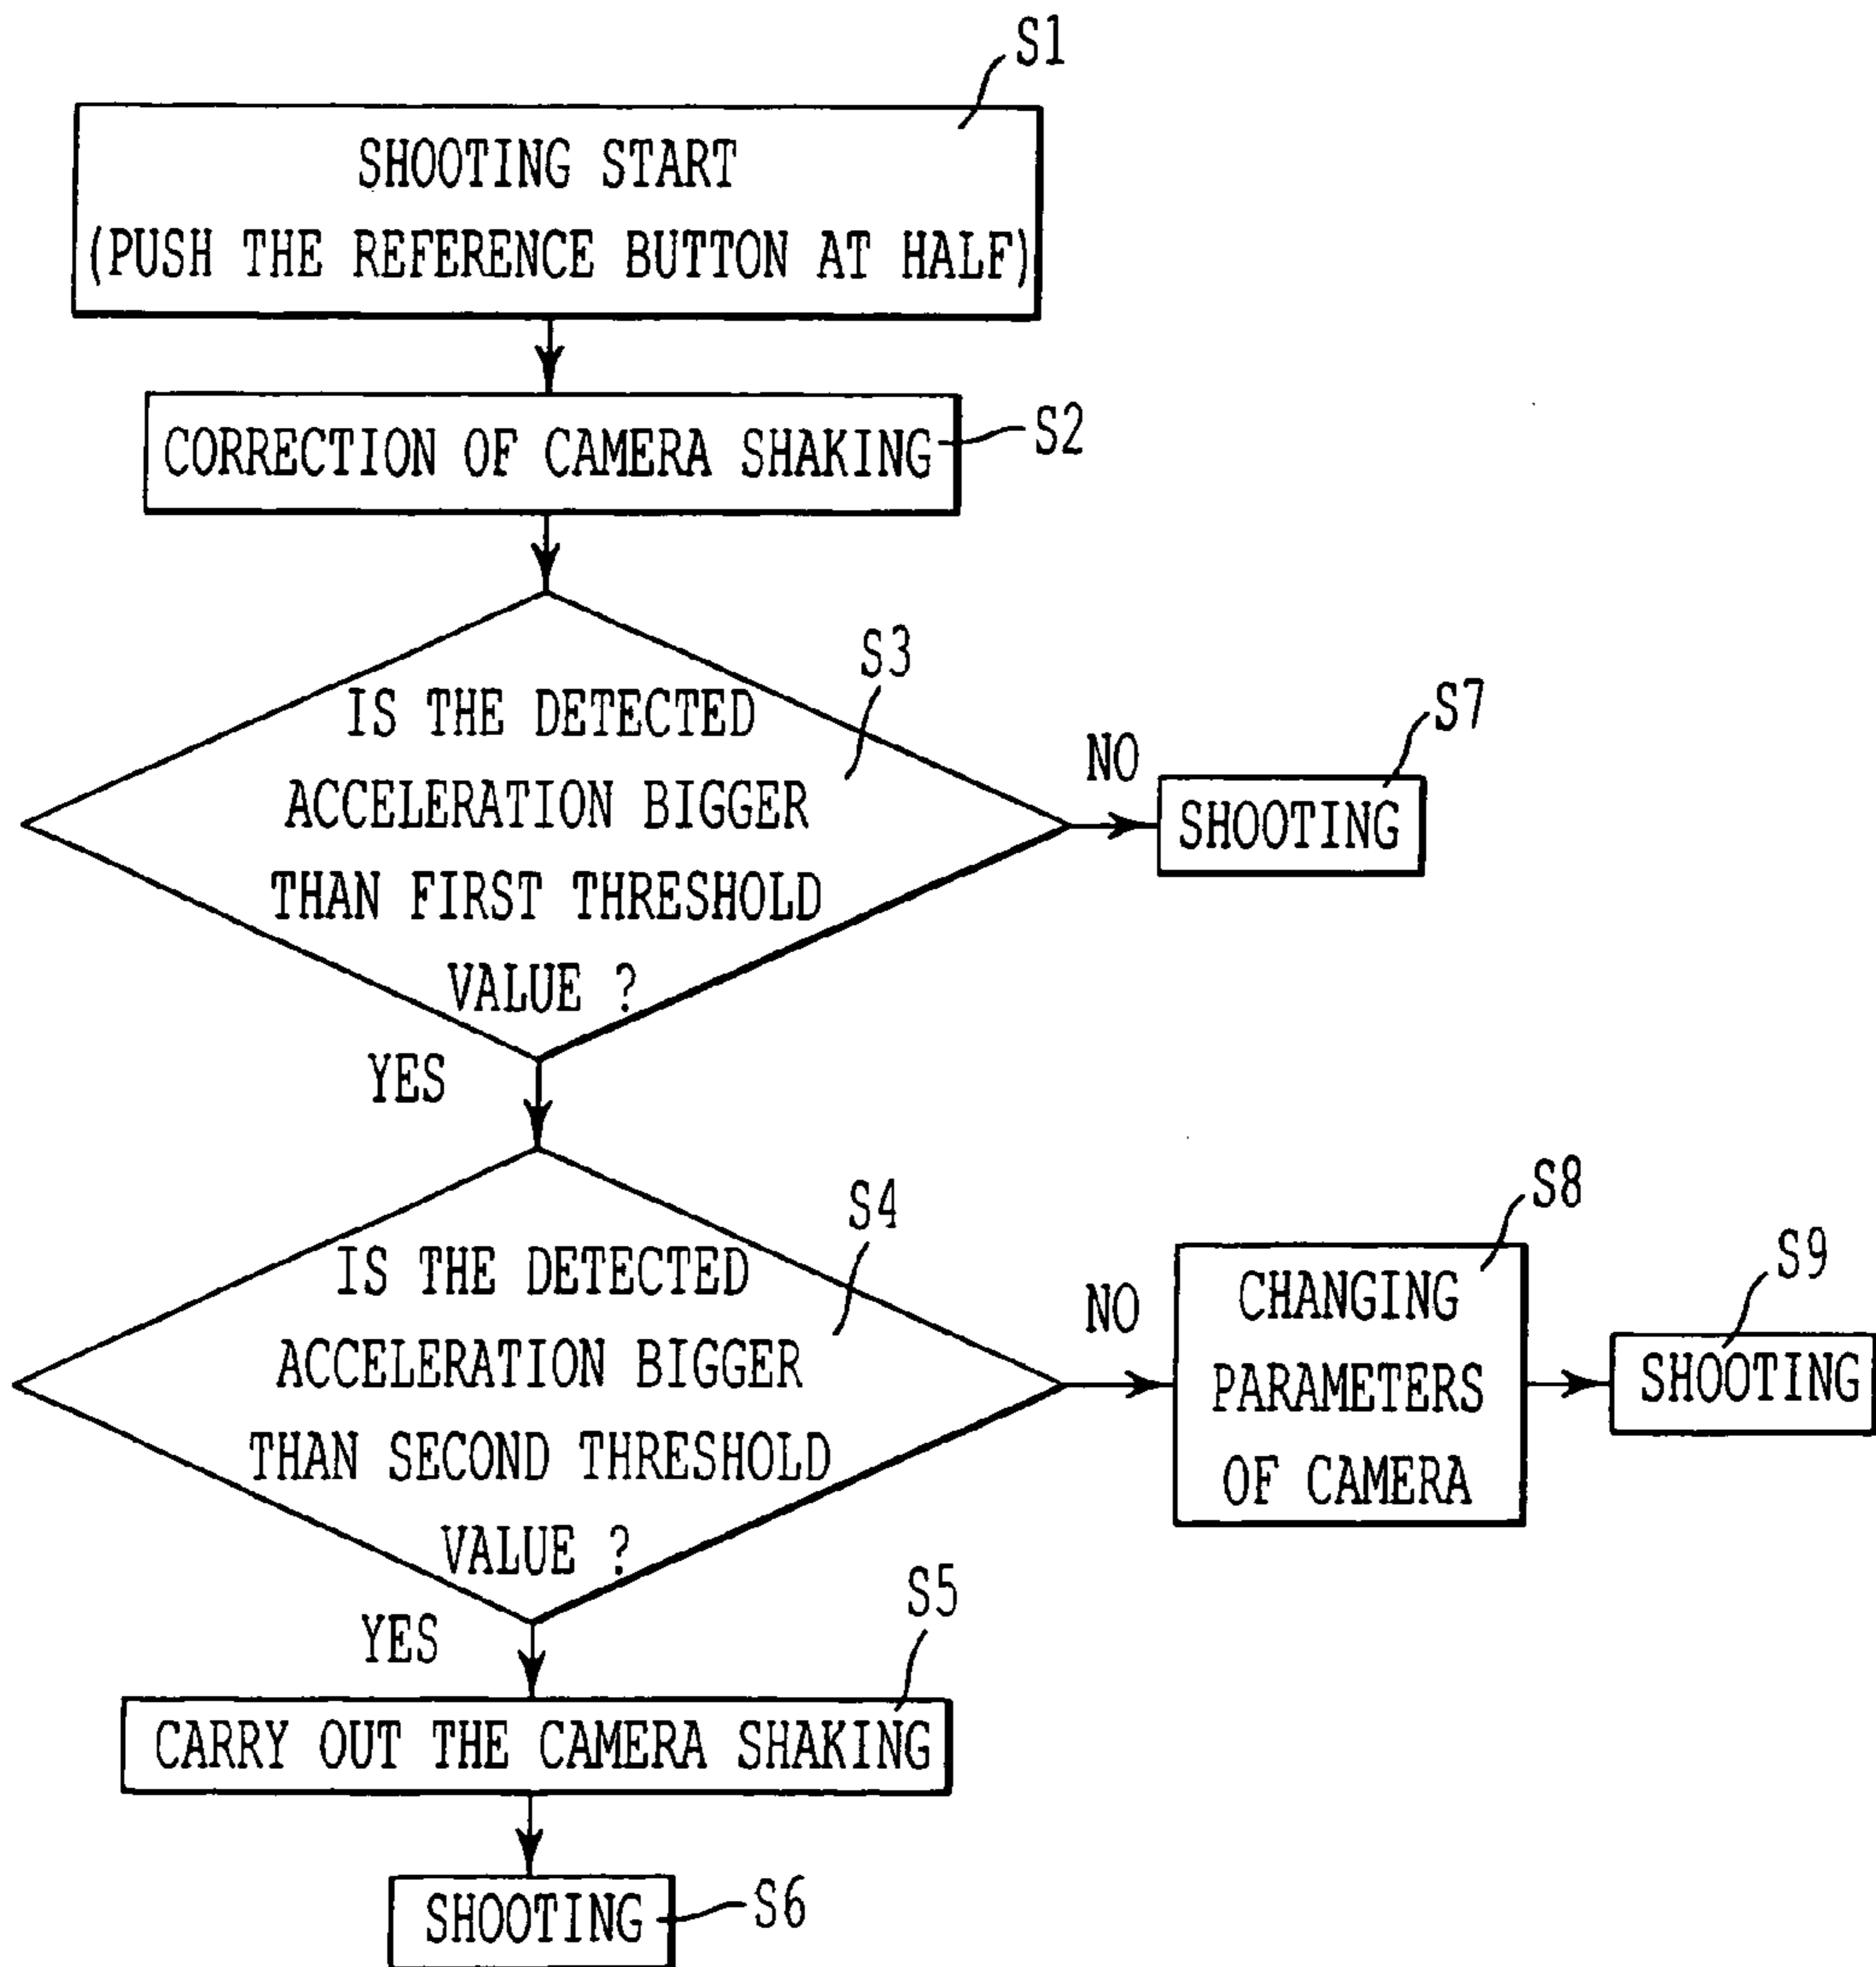 S1
SHOOTING START
(PUSH THE REFERENCE BUTTON AT HALF)
CORRECTION OF CAMERA SHAKING
S2
S3
IS THE DETECTED
ACCELERATION BIGGER
THAN FIRST THRESHOLD
VALUE ?
NO
S7
SHOOTING
YES
S4
IS THE DETECTED
ACCELERATION BIGGER
THAN SECOND THRESHOLD
VALUE ?
NO
S8
CHANGING
PARAMETERS
OF CAMERA
S9
SHOOTING
YES
S5
CARRY OUT THE CAMERA SHAKING
SHOOTING
S6